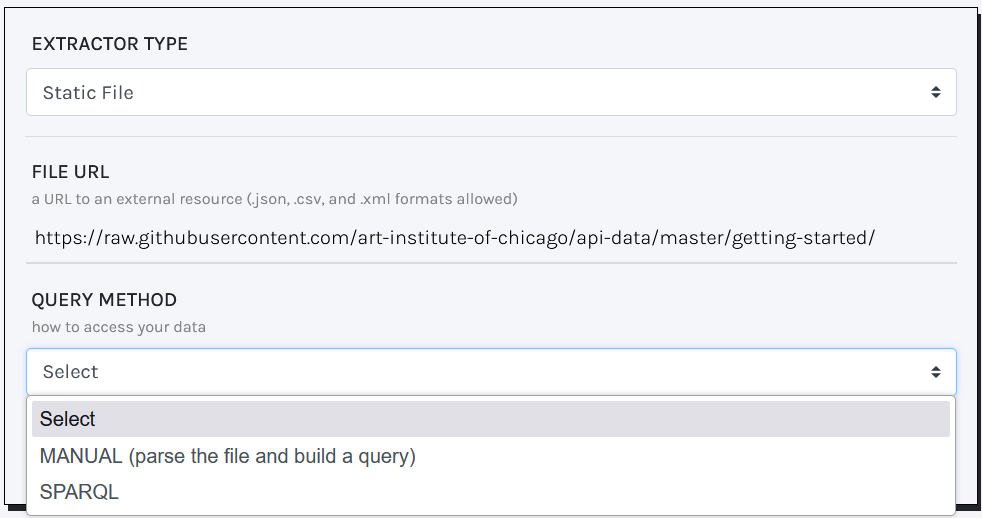 EXTRACTOR TYPE
Static File
FILE URL
a URL to an external resource (.json, .csv, and .xml formats allowed)
https://raw.githubusercontent.com/art-institute-of-chicago/api-data/master/getting-started/
QUERY METHOD
how to access your data
Select
Select
MANUAL (parse the file and build a query)
SPARQL